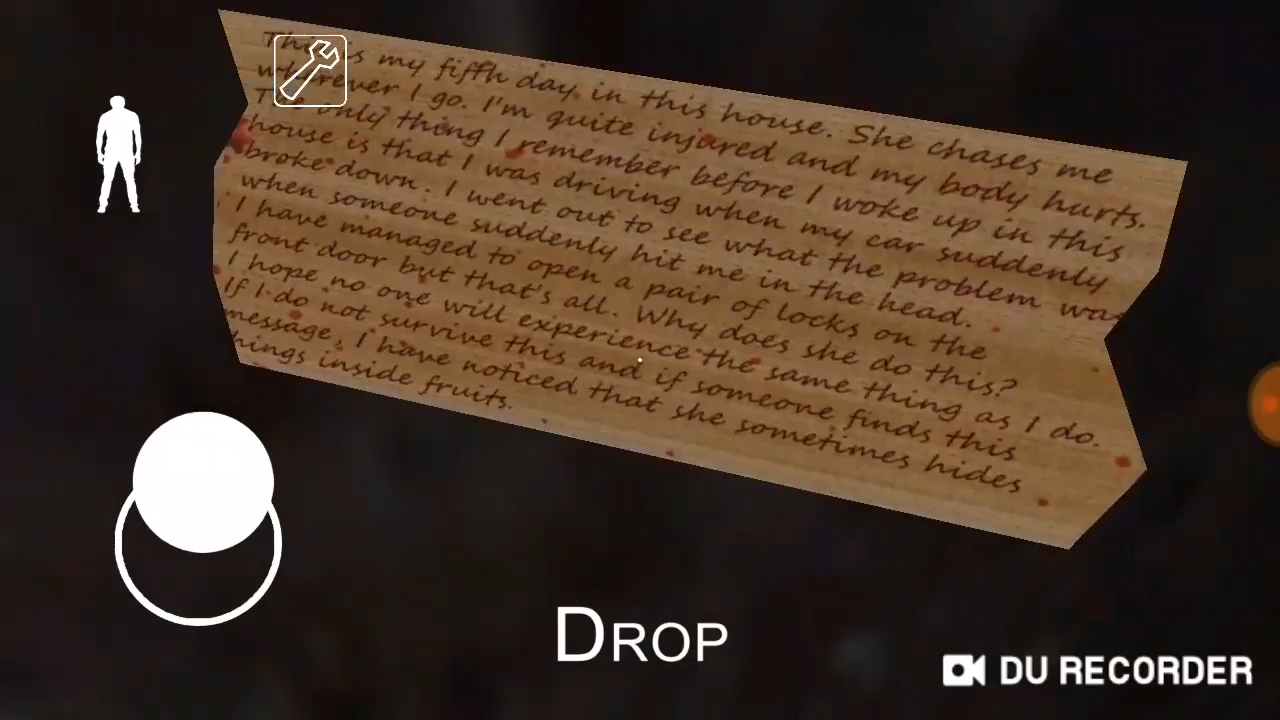 This is my fifth day in this house. She chases me
wherever I go. I'm quite injured and my body hurts.
The only thing I remember before I woke up in this
house is that I was driving when my car suddenly
broke down. I went out to see what the problem was
when someone suddenly hit me in the head.
I have managed to open a pair of locks on the
front door but that's all. Why does she do this?
I hope no one will experience the same thing as I do.
If I do not survive this and if someone finds this
message, I have noticed that she sometimes hides
things inside fruits.
DROP
DU RECORDER